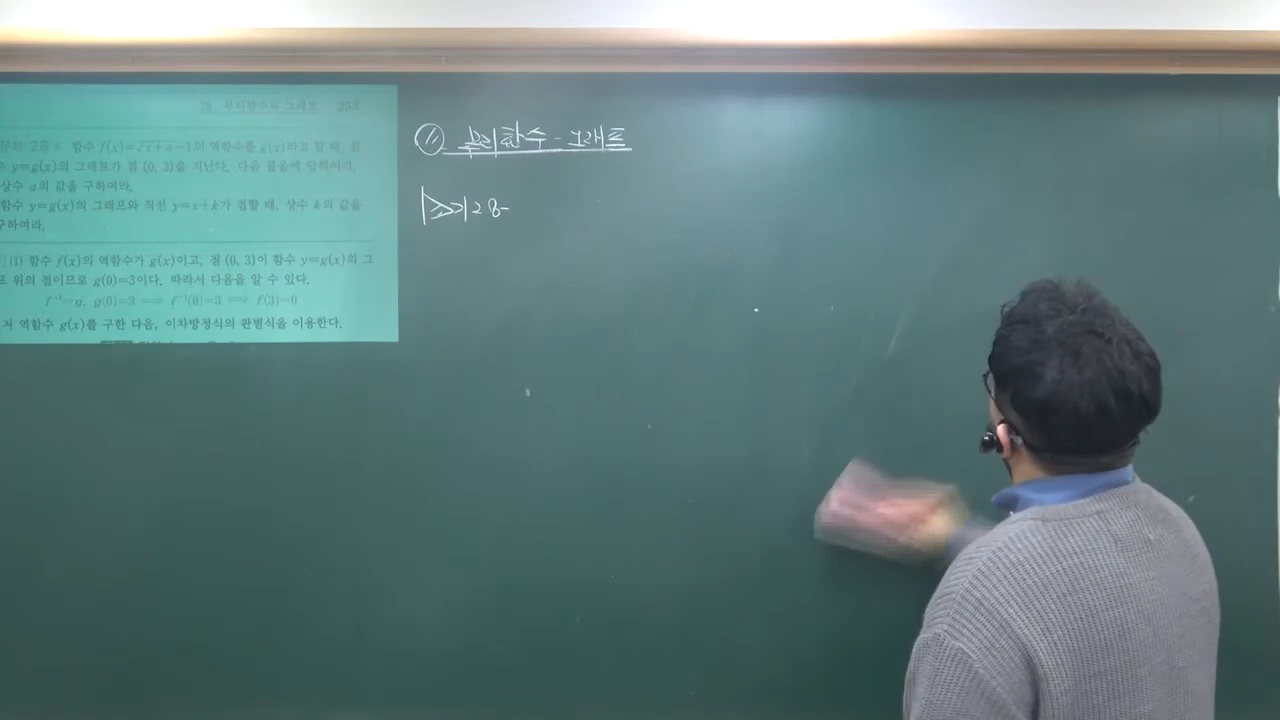 28. 무리함수의 그래프 255
문제 28 함수 f(x)=√x+a-1의 역함수를 g(x)라고 할 때, 함
수 y=g(x)의 그래프가 점 (0, 3)을 지난다. 다음 물음에 답하여라.
상수 a의 값을 구하여라.
함수 y=g(x)의 그래프와 직선 y=x+k가 접할 때, 상수 k의 값을
구하여라.
(1) 함수 f(x)의 역함수가 g(x)이고, 점 (0, 3)이 함수 y=g(x)의 그
프 위의 점이므로 g(0)=3이다. 따라서 다음을 알 수 있다.
f⁻¹=g, g(0)=3 ⟹ f⁻¹(0)=3 ⟺ f(3)=0
저 역함수 g(x)를 구한 다음, 이차방정식의 판별식을 이용한다.
⑪ 무리함수-그래프
28-